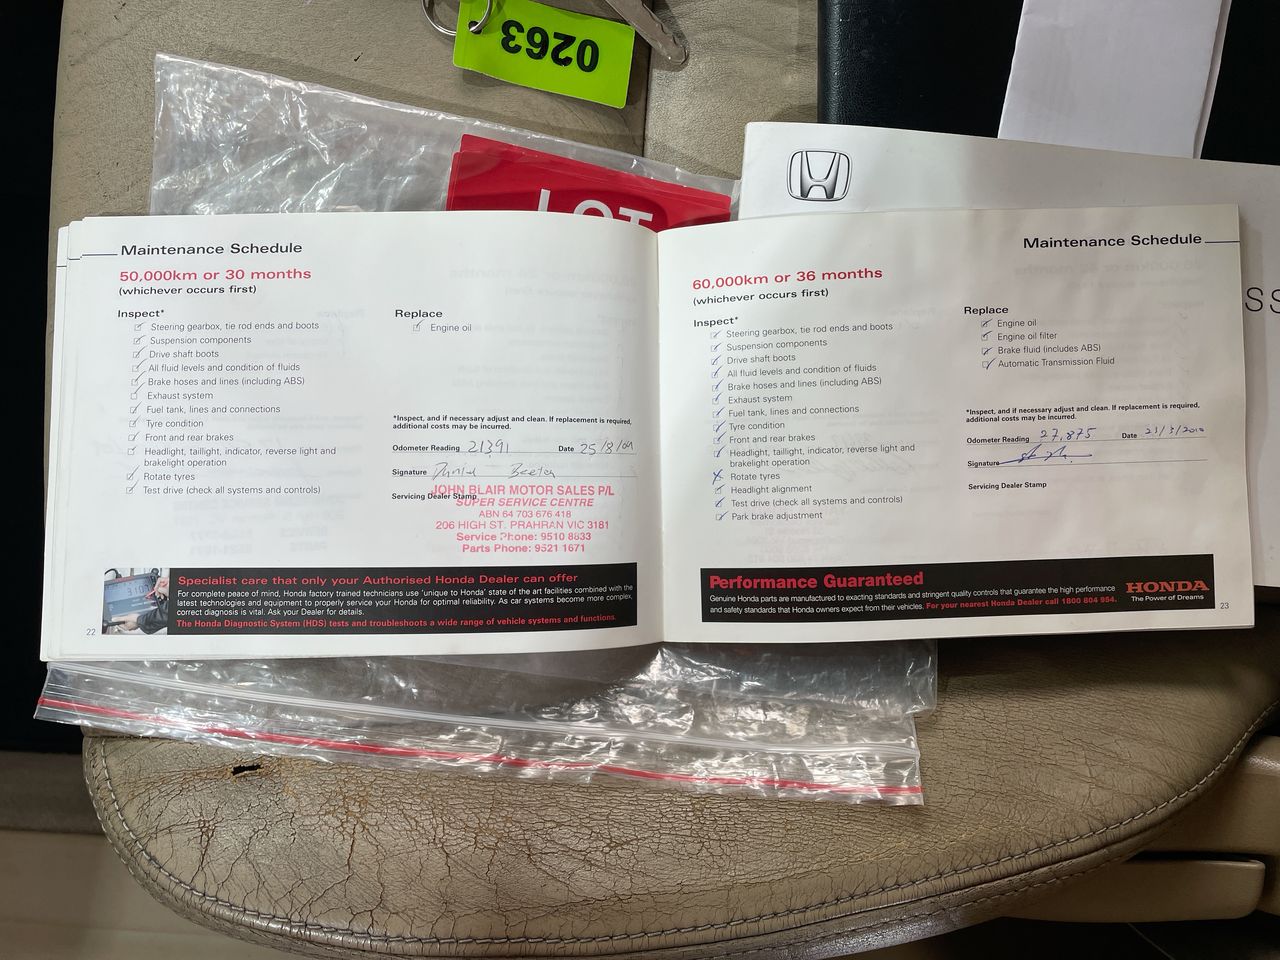 0263
LOT
Maintenance Schedule
50,000km or 30 months
(whichever occurs first)
Inspect*
Steering gearbox, tie rod ends and boots
Suspension components
Drive shaft boots
All fluid levels and condition of fluids
Brake hoses and lines (including ABS)
Exhaust system
Fuel tank, lines and connections
Tyre condition
Front and rear brakes
Headlight, taillight, indicator, reverse light and
brakelight operation
Rotate tyres
Test drive (check all systems and controls)
Replace
Engine oil
*Inspect, and if necessary adjust and clean. If replacement is required,
additional costs may be incurred.
Odometer Reading 21391 Date 25/8/09
Signature
Servicing Dealer Stamp
JOHN BLAIR MOTOR SALES P/L
SUPER SERVICE CENTRE
ABN 64 703 676 418
206 HIGH ST. PRAHRAN VIC 3181
Service Phone: 9510 8833
Parts Phone: 9521 1671
Specialist care that only your Authorised Honda Dealer can offer
For complete peace of mind, Honda factory trained technicians use 'unique to Honda' state of the art facilities combined with the
latest technologies and equipment to properly service your Honda for optimal reliability. As car systems become more complex,
correct diagnosis is vital. Ask your Dealer for details.
The Honda Diagnostic System (HDS) tests and troubleshoots a wide range of vehicle systems and functions.
22
Maintenance Schedule
60,000km or 36 months
(whichever occurs first)
Inspect*
Steering gearbox, tie rod ends and boots
Suspension components
Drive shaft boots
All fluid levels and condition of fluids
Brake hoses and lines (including ABS)
Exhaust system
Fuel tank, lines and connections
Tyre condition
Front and rear brakes
Headlight, taillight, indicator, reverse light and
brakelight operation
Rotate tyres
Headlight alignment
Test drive (check all systems and controls)
Park brake adjustment
Replace
Engine oil
Engine oil filter
Brake fluid (includes ABS)
Automatic Transmission Fluid
*Inspect, and if necessary adjust and clean. If replacement is required,
additional costs may be incurred.
Odometer Reading 27,875 Date 23/3/2010
Signature
Servicing Dealer Stamp
Performance Guaranteed
Genuine Honda parts are manufactured to exacting standards and stringent quality controls that guarantee the high performance
and safety standards that Honda owners expect from their vehicles. For your nearest Honda Dealer call 1800 804 954.
HONDA
The Power of Dreams
23
SS